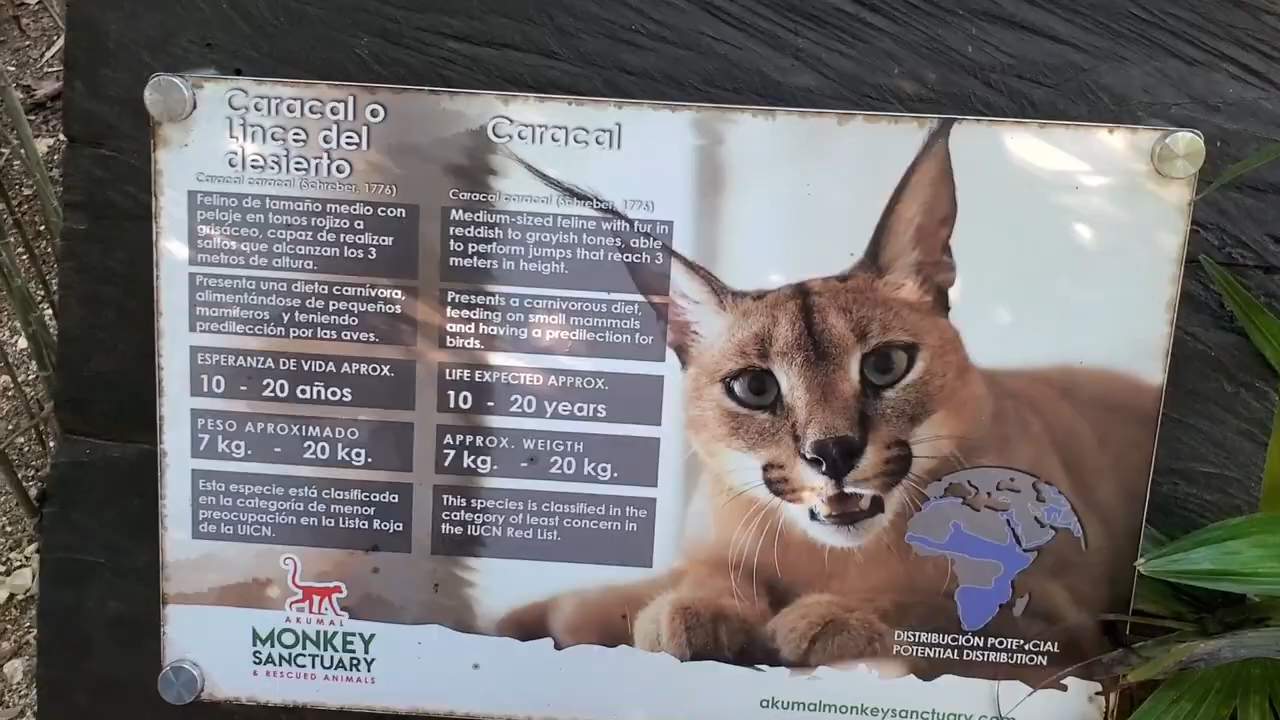 Caracal o
Lince del
desierto
Caracal caracal (Schreber, 1776)
Felino de tamaño medio con
pelaje en tonos rojizo a
grisáceo, capaz de realizar
saltos que alcanzan los 3
metros de altura.
Presenta una dieta carnívora,
alimentándose de pequeños
mamíferos y teniendo
predilección por las aves.
ESPERANZA DE VIDA APROX.
10 - 20 años
PESO APROXIMADO
7 kg. - 20 kg.
Esta especie está clasificada
en la categoría de menor
preocupación en la Lista Roja
de la UICN.
Caracal
Caracal caracal (Schreber, 1776)
Medium-sized feline with fur in
reddish to grayish tones, able
to perform jumps that reach 3
meters in height.
Presents a carnivorous diet,
feeding on small mammals
and having a predilection for
birds.
LIFE EXPECTED APPROX.
10 - 20 years
APPROX. WEIGTH
7 kg. - 20 kg.
This species is classified in the
category of least concern in
the IUCN Red List.
AKUMAL
MONKEY
SANCTUARY
& RESCUED ANIMALS
DISTRIBUCIÓN POTENCIAL
POTENTIAL DISTRIBUTION
akumalmonkeysanctuary.com